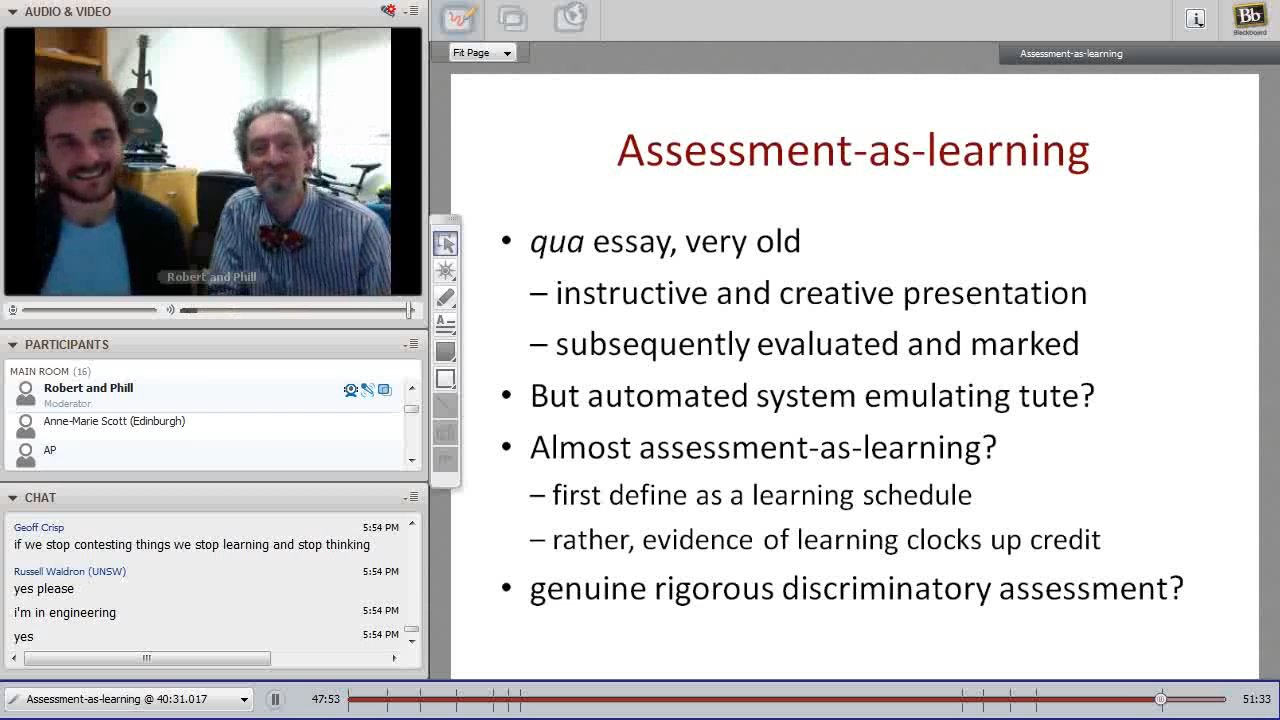 AUDIO & VIDEO
Robert and Phill
PARTICIPANTS
MAIN ROOM (16)
Robert and Phill
Moderator
Anne-Marie Scott (Edinburgh)
AP
CHAT
Geoff Crisp 5:54 PM
if we stop contesting things we stop learning and stop thinking
Russell Waldron (UNSW) 5:54 PM
yes please
i'm in engineering 5:54 PM
yes 5:54 PM
Fit Page
i
Bb
Blackboard
Assessment-as-learning
Assessment-as-learning
• qua essay, very old
– instructive and creative presentation
– subsequently evaluated and marked
• But automated system emulating tute?
• Almost assessment-as-learning?
– first define as a learning schedule
– rather, evidence of learning clocks up credit
• genuine rigorous discriminatory assessment?
A
Assessment-as-learning @ 40:31.017
47:53
51:33